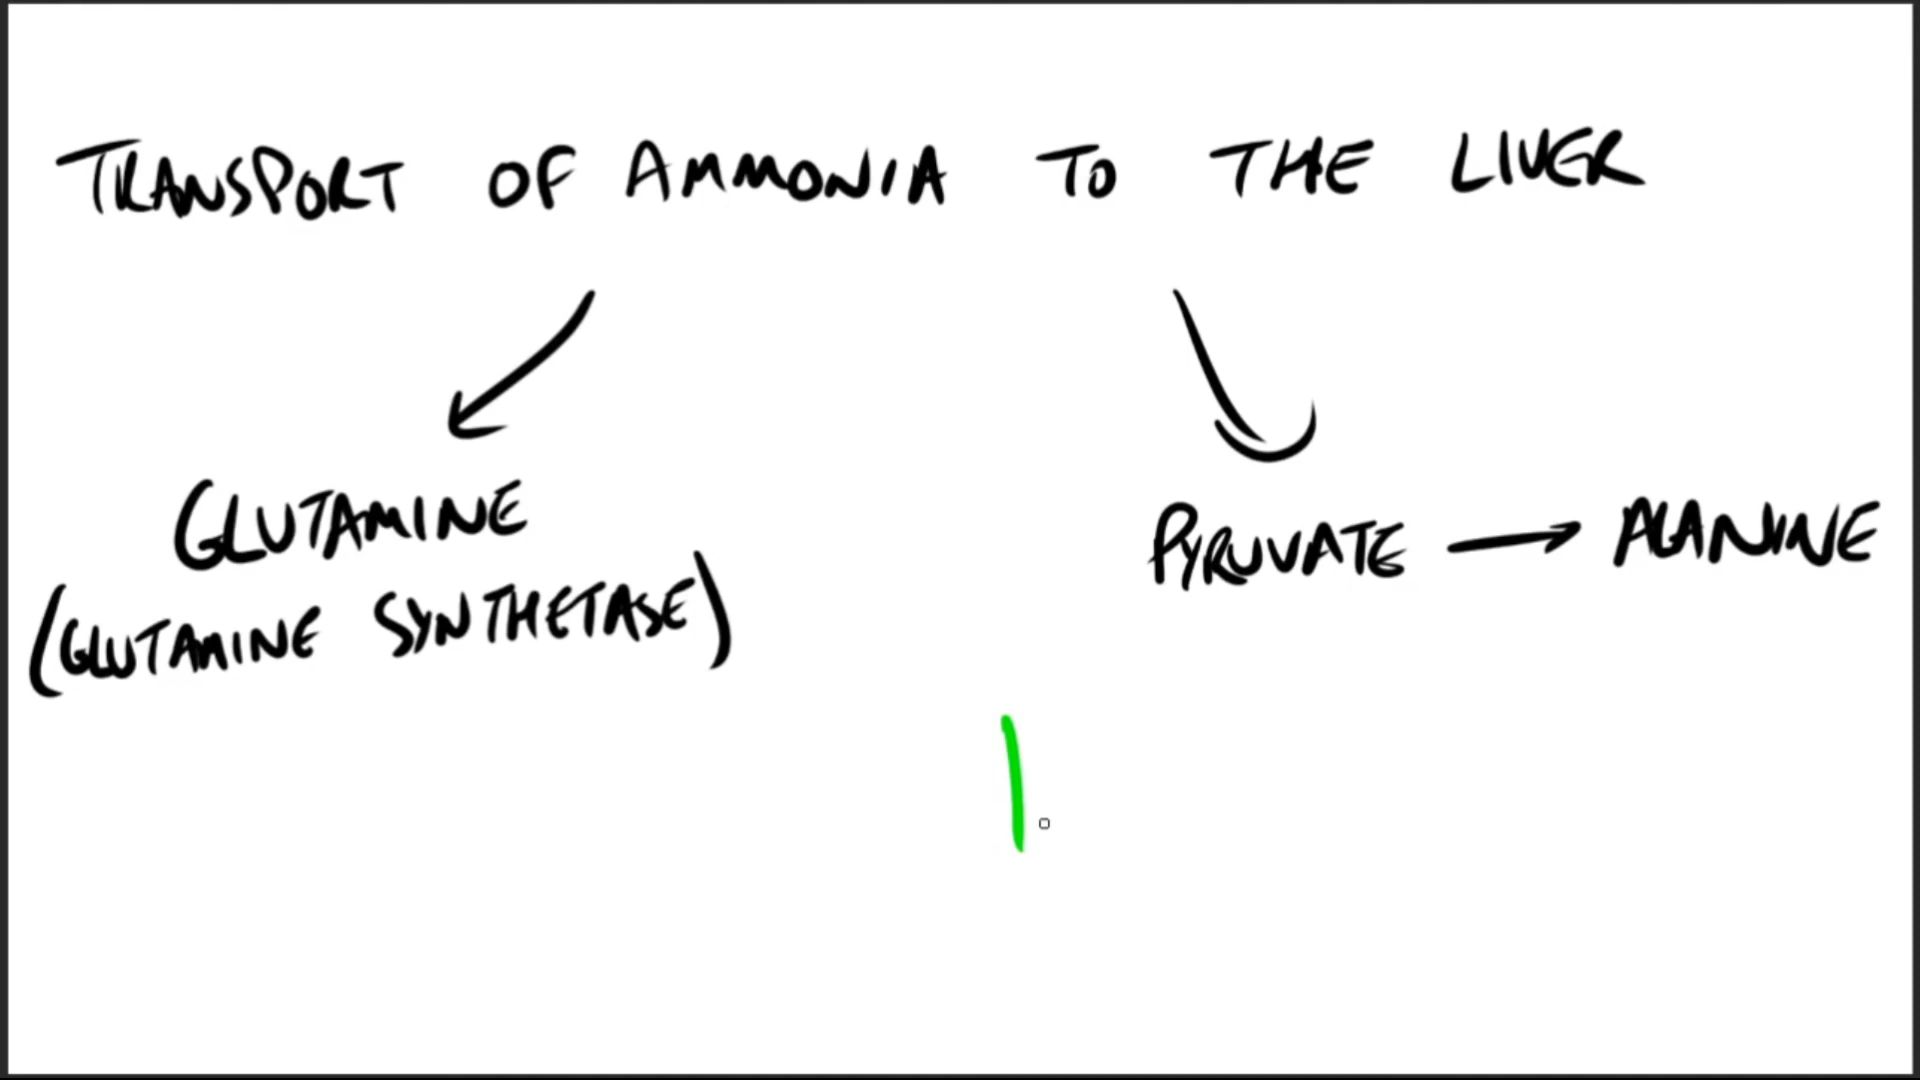 TRANSPORT OF AMMONIA TO THE LIVER
GLUTAMINE
(GLUTAMINE SYNTHETASE)
PYRUVATE → ALANINE